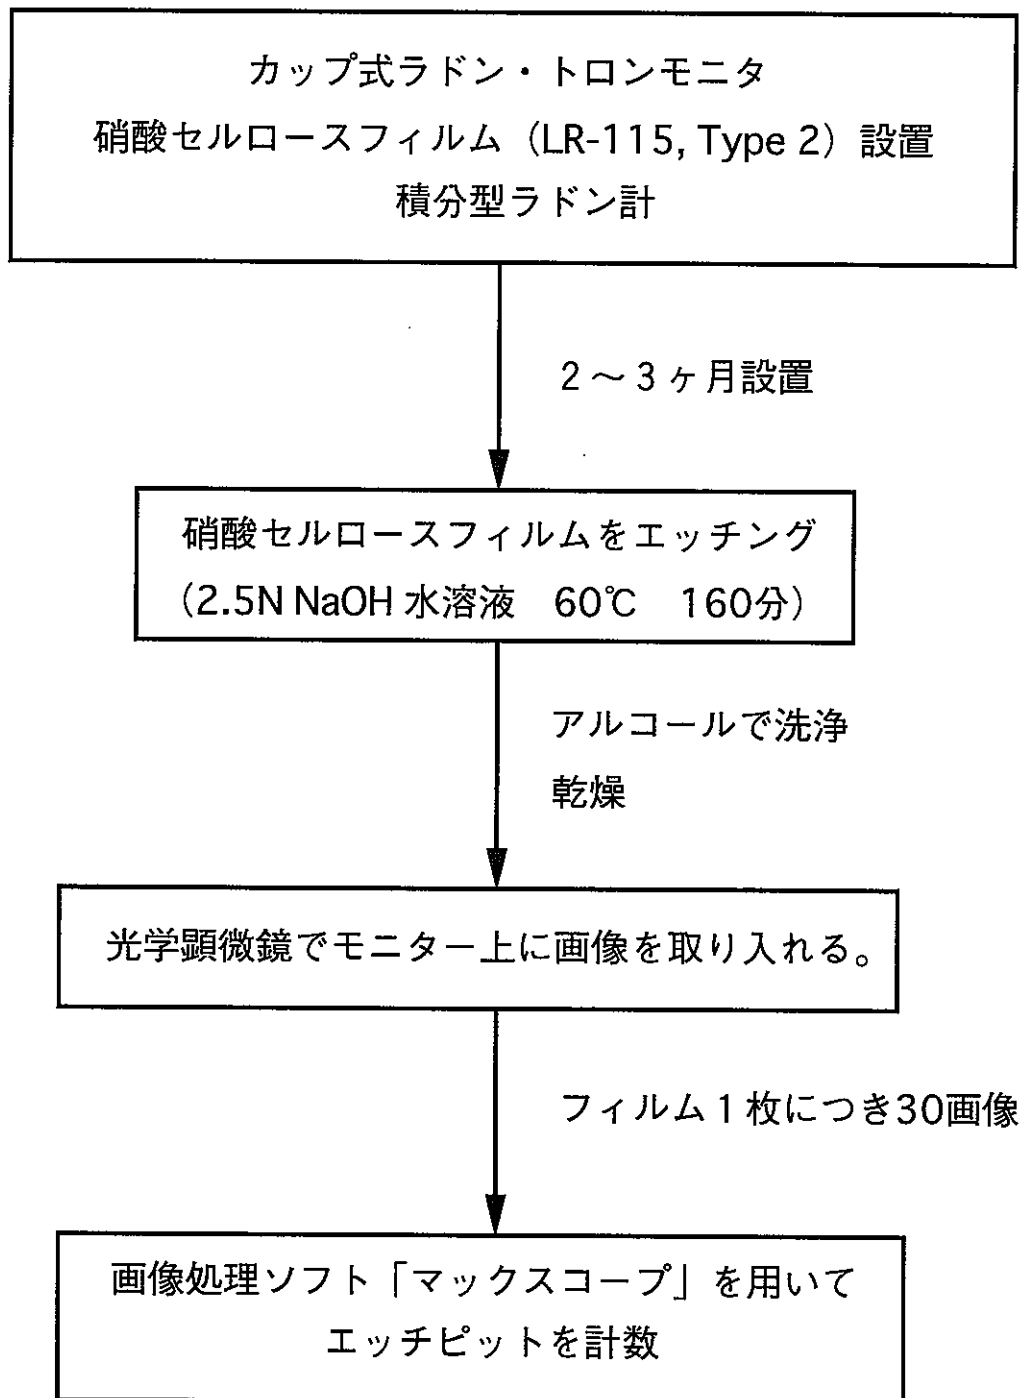 カップ式ラドン・トロンモニタ
硝酸セルロースフィルム（LR-115, Type 2）設置
積分型ラドン計
2～3ヶ月設置
硝酸セルロースフィルムをエッチング
（2.5N NaOH 水溶液　60℃　160分）
アルコールで洗浄
乾燥
光学顕微鏡でモニター上に画像を取り入れる。
フィルム1枚につき30画像
画像処理ソフト「マックスコープ」を用いて
エッチピットを計数